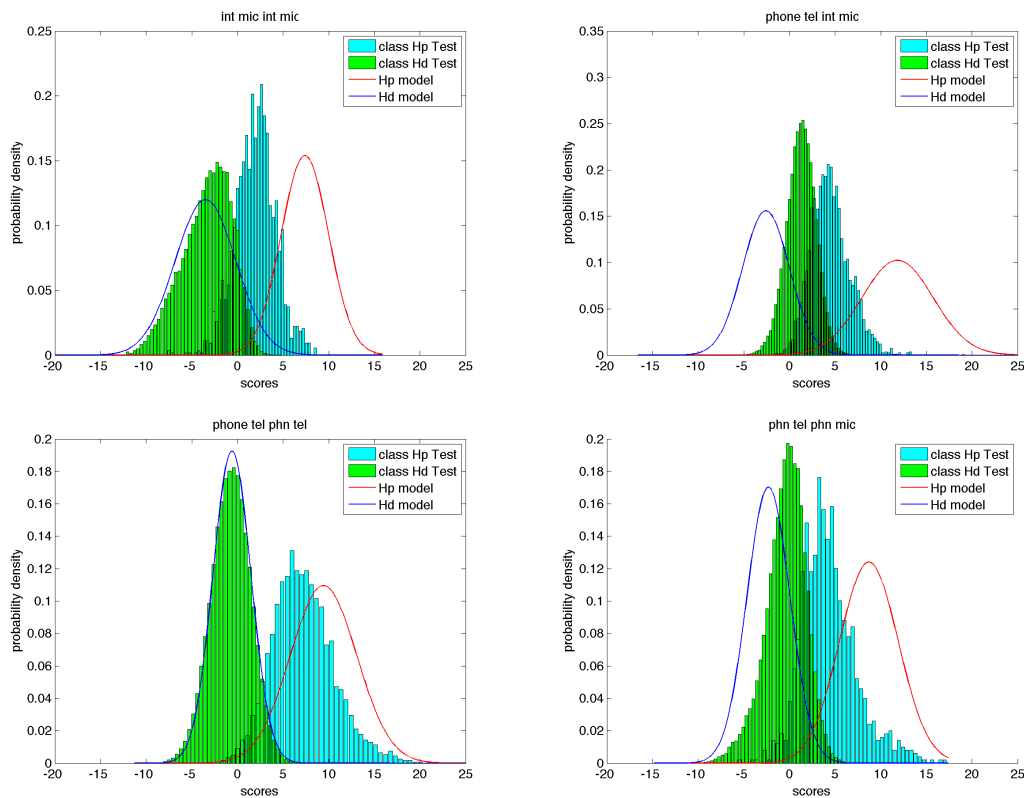 int mic int mic
0.25
0.2
0.15
0.1
0.05
0
probability density
-20 -15 -10 -5 0 5 10 15 20 25
scores
class Hp Test
class Hd Test
Hp model
Hd model
phone tel int mic
0.35
0.3
0.25
0.2
0.15
0.1
0.05
0
probability density
-20 -15 -10 -5 0 5 10 15 20 25
scores
class Hp Test
class Hd Test
Hp model
Hd model
phone tel phn tel
0.2
0.18
0.16
0.14
0.12
0.1
0.08
0.06
0.04
0.02
0
probability density
-20 -15 -10 -5 0 5 10 15 20 25
scores
class Hp Test
class Hd Test
Hp model
Hd model
phn tel phn mic
0.2
0.18
0.16
0.14
0.12
0.1
0.08
0.06
0.04
0.02
0
probability density
-20 -15 -10 -5 0 5 10 15 20 25
scores
class Hp Test
class Hd Test
Hp model
Hd model